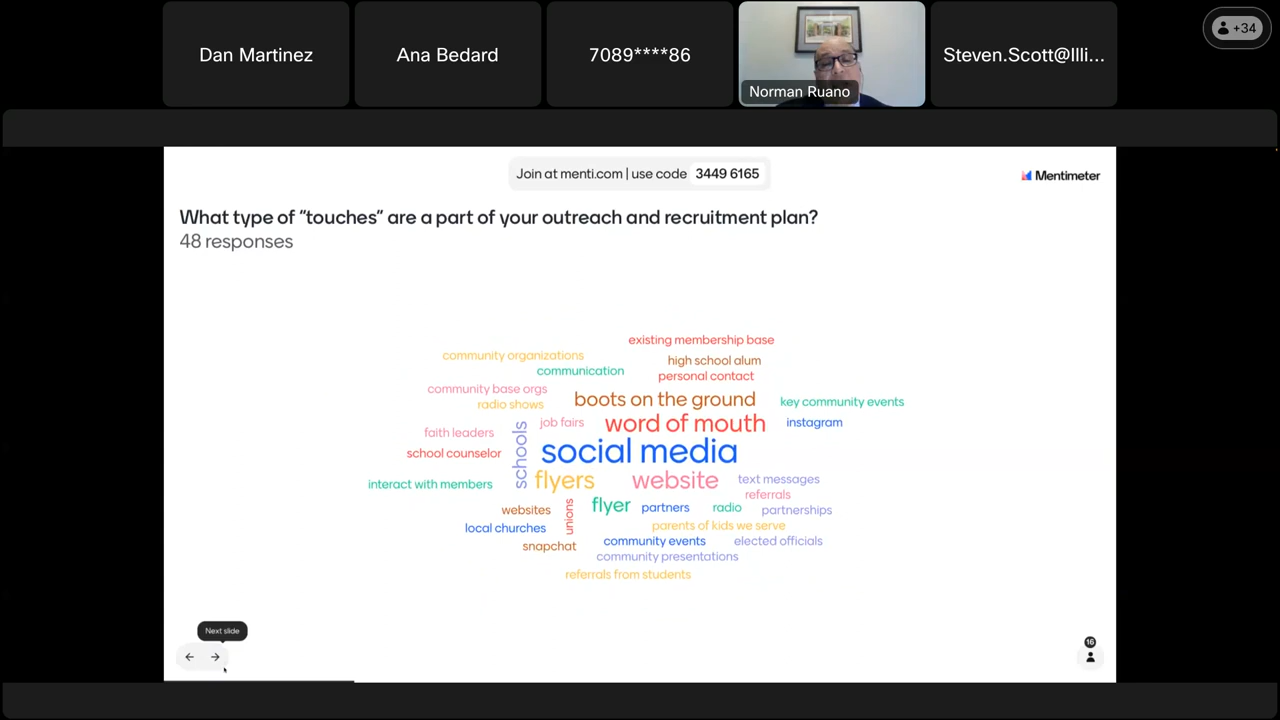 Dan Martinez
Ana Bedard
7089****86
Norman Ruano
Steven.Scott@Illi...
+34
Join at menti.com | use code 3449 6165
Mentimeter
What type of “touches” are a part of your outreach and recruitment plan?
48 responses
existing membership base
community organizations
high school alum
communication
personal contact
community base orgs
boots on the ground
key community events
radio shows
job fairs
word of mouth
instagram
faith leaders
schools
social media
school counselor
interact with members
flyers
website
text messages
referrals
websites
unions
flyer
partners
radio
partnerships
local churches
parents of kids we serve
snapchat
community events
elected officials
community presentations
referrals from students
Next slide
16